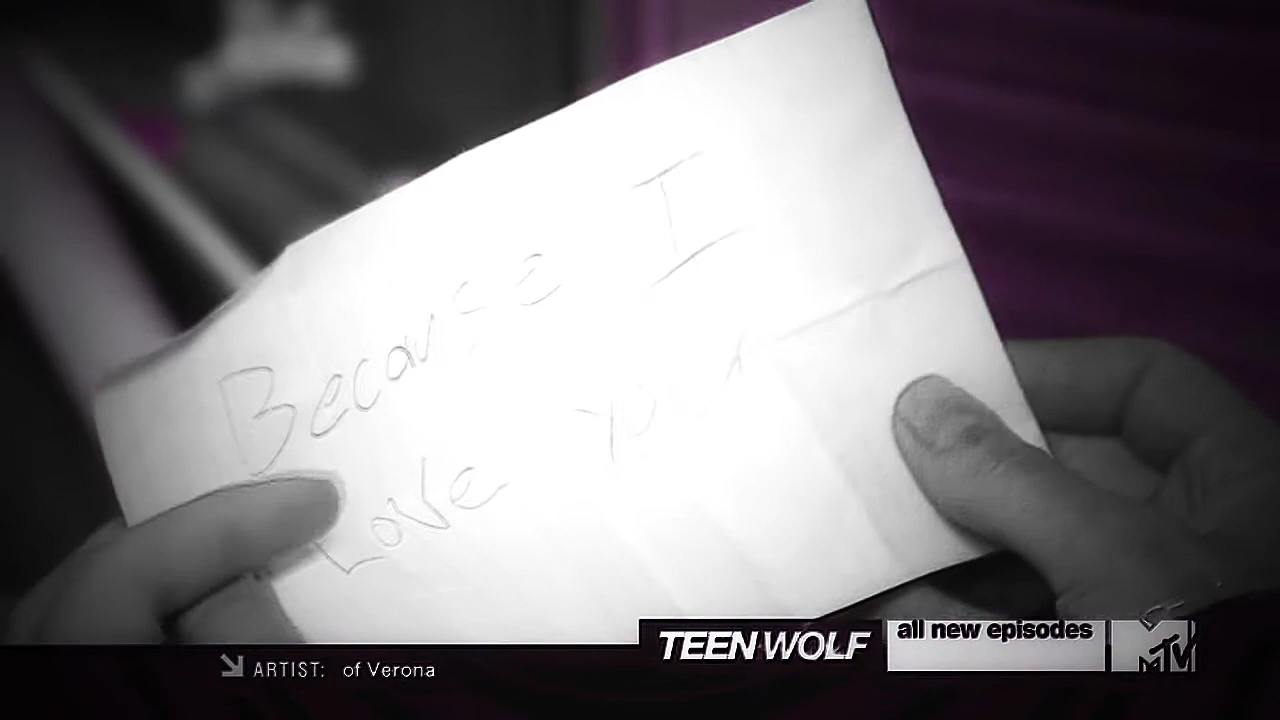 Because I
Love You
TEEN WOLF
all new episodes
MTV
ARTIST: of Verona